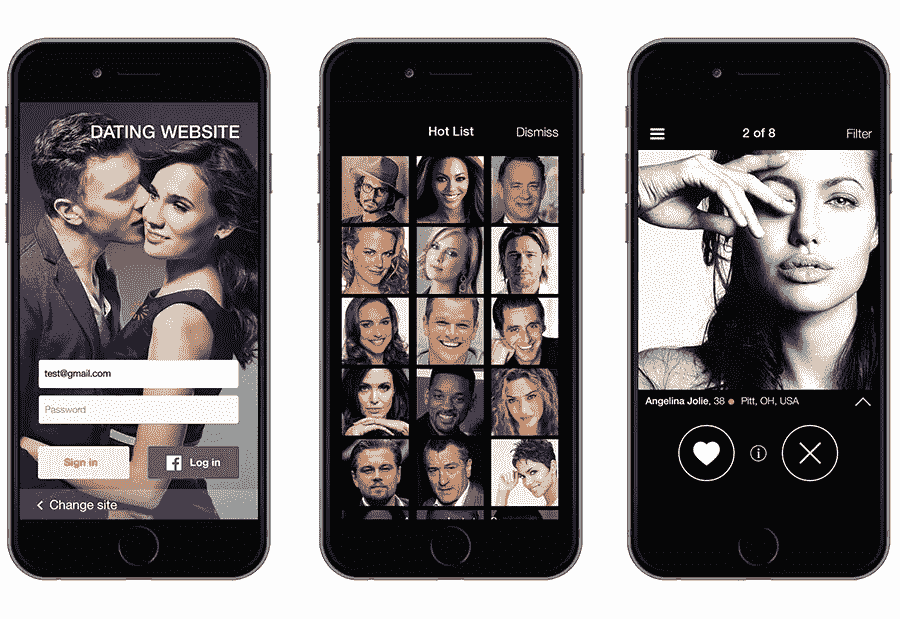 DATING WEBSITE
test@gmail.com
Password
Sign in
f Log in
< Change site
Hot List Dismiss
2 of 8 Filter
Angelina Jolie, 38 Pitt, OH, USA
i